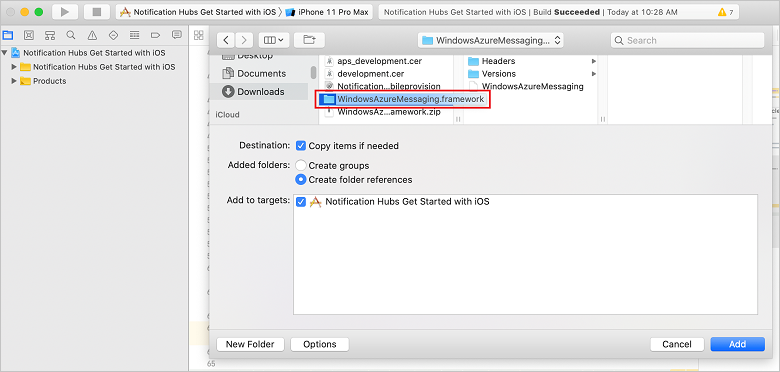 Notification Hubs Get Started with iOS
iPhone 11 Pro Max
Notification Hubs Get Started with iOS | Build Succeeded | Today at 10:28 AM
7
Notification Hubs Get Started with iOS
Notification Hubs Get Started with iOS
Products
WindowsAzureMessaging...
Search
Desktop
Documents
Downloads
iCloud
aps_development.cer
development.cer
Notification...bileprovision
WindowsAzureMessaging.framework
WindowsAz...amework.zip
Headers
Versions
WindowsAzureMessaging
Destination:
Copy items if needed
Added folders:
Create groups
Create folder references
Add to targets:
Notification Hubs Get Started with iOS
New Folder
Options
Cancel
Add
65